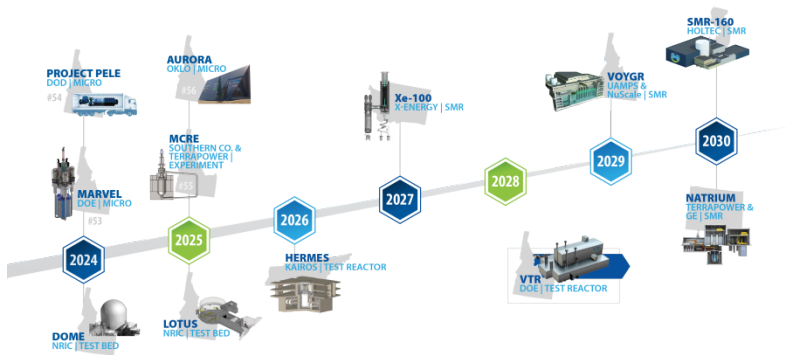 PROJECT PELE
DOD | MICRO
#54
MARVEL
DOE | MICRO
#53
2024
DOME
NRIC | TEST BED
AURORA
OKLO | MICRO
#56
MCRE
SOUTHERN CO. &
TERRAPOWER |
EXPERIMENT
#55
2025
LOTUS
NRIC | TEST BED
2026
HERMES
KAIROS | TEST REACTOR
Xe-100
X-ENERGY | SMR
2027
2028
VTR
DOE | TEST REACTOR
VOYGR
UAMPS &
NuScale | SMR
2029
SMR-160
HOLTEC | SMR
2030
NATRIUM
TERRAPOWER &
GE | SMR